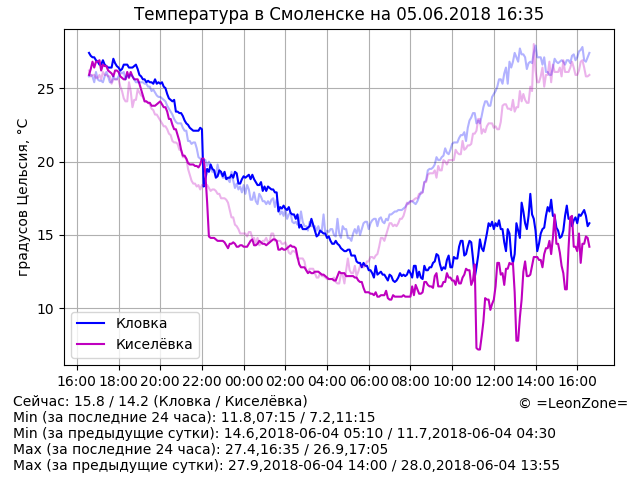 Температура в Смоленске на 05.06.2018 16:35
градусов Цельсия, °C
25
20
15
10
Кловка
Киселёвка
16:00 18:00 20:00 22:00 00:00 02:00 04:00 06:00 08:00 10:00 12:00 14:00 16:00
Сейчас: 15.8 / 14.2 (Кловка / Киселёвка)
© =LeonZone=
Min (за последние 24 часа): 11.8,07:15 / 7.2,11:15
Min (за предыдущие сутки): 14.6,2018-06-04 05:10 / 11.7,2018-06-04 04:30
Max (за последние 24 часа): 27.4,16:35 / 26.9,17:05
Max (за предыдущие сутки): 27.9,2018-06-04 14:00 / 28.0,2018-06-04 13:55